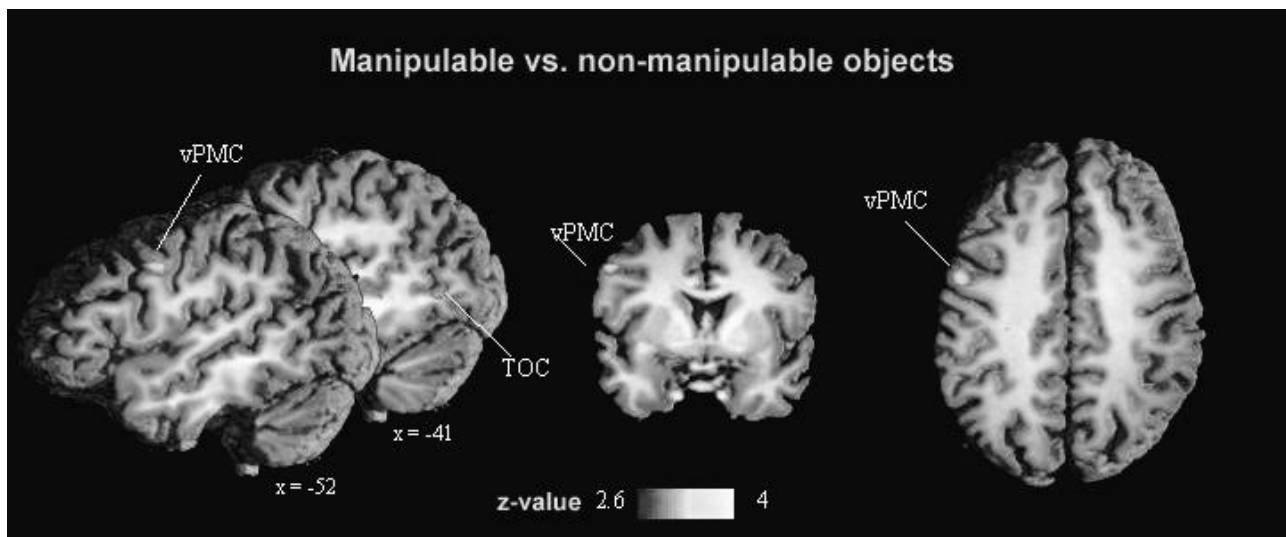 Manipulable vs. non-manipulable objects
vPMC
vPMC
vPMC
TOC
x = -41
x = -52
z-value 2.6 4